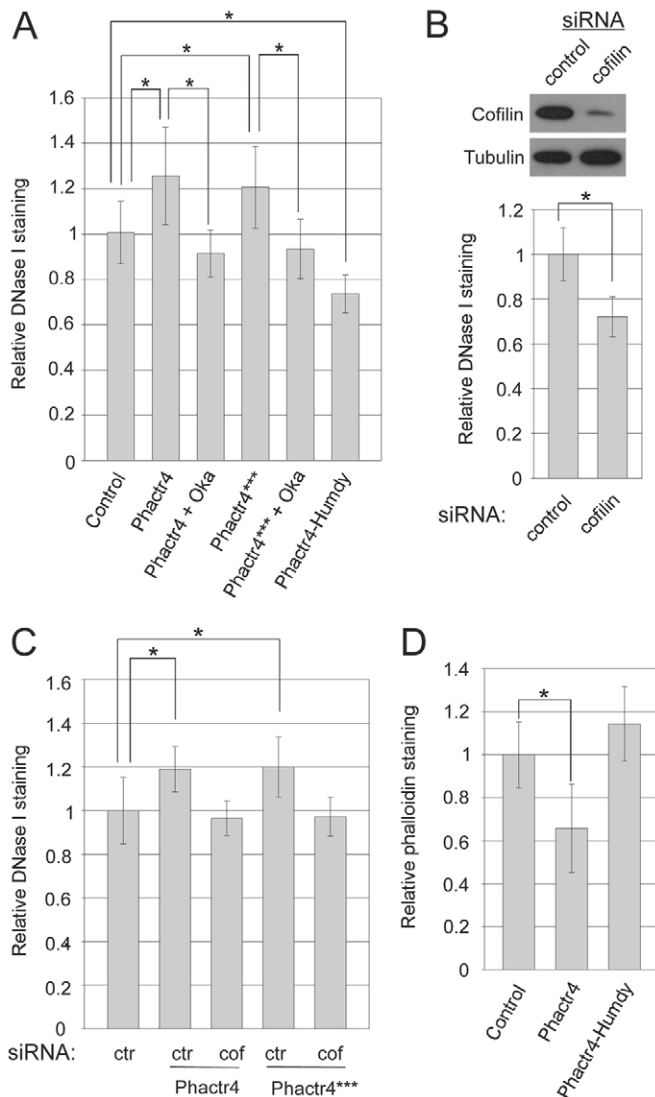 A
*
*
*
*
*
1.6
1.4
1.2
1
0.8
0.6
0.4
0.2
0
Relative DNase I staining
Control
Phactr4
Phactr4 + Oka
Phactr4***
Phactr4*** + Oka
Phactr4-Humdy
B
siRNA
control
cofilin
Cofilin
Tubulin
*
1.2
1
0.8
0.6
0.4
0.2
0
Relative DNase I staining
siRNA:
control
cofilin
C
*
*
1.6
1.4
1.2
1
0.8
0.6
0.4
0.2
0
Relative DNase I staining
siRNA: ctr ctr cof ctr cof
Phactr4 Phactr4***
D
*
1.4
1.2
1
0.8
0.6
0.4
0.2
0
Relative phalloidin staining
Control
Phactr4
Phactr4-Humdy